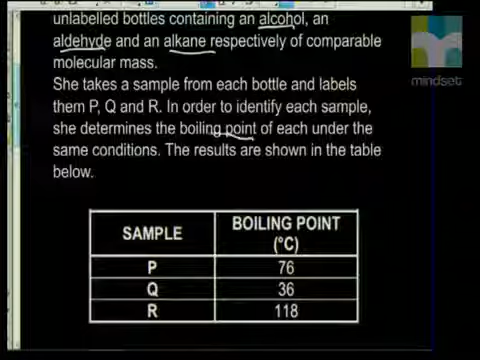 unlabelled bottles containing an alcohol, an
aldehyde and an alkane respectively of comparable
molecular mass.
She takes a sample from each bottle and labels
them P, Q and R. In order to identify each sample,
she determines the boiling point of each under the
same conditions. The results are shown in the table
below.
SAMPLE BOILING POINT
(°C)
P 76
Q 36
R 118
mindset